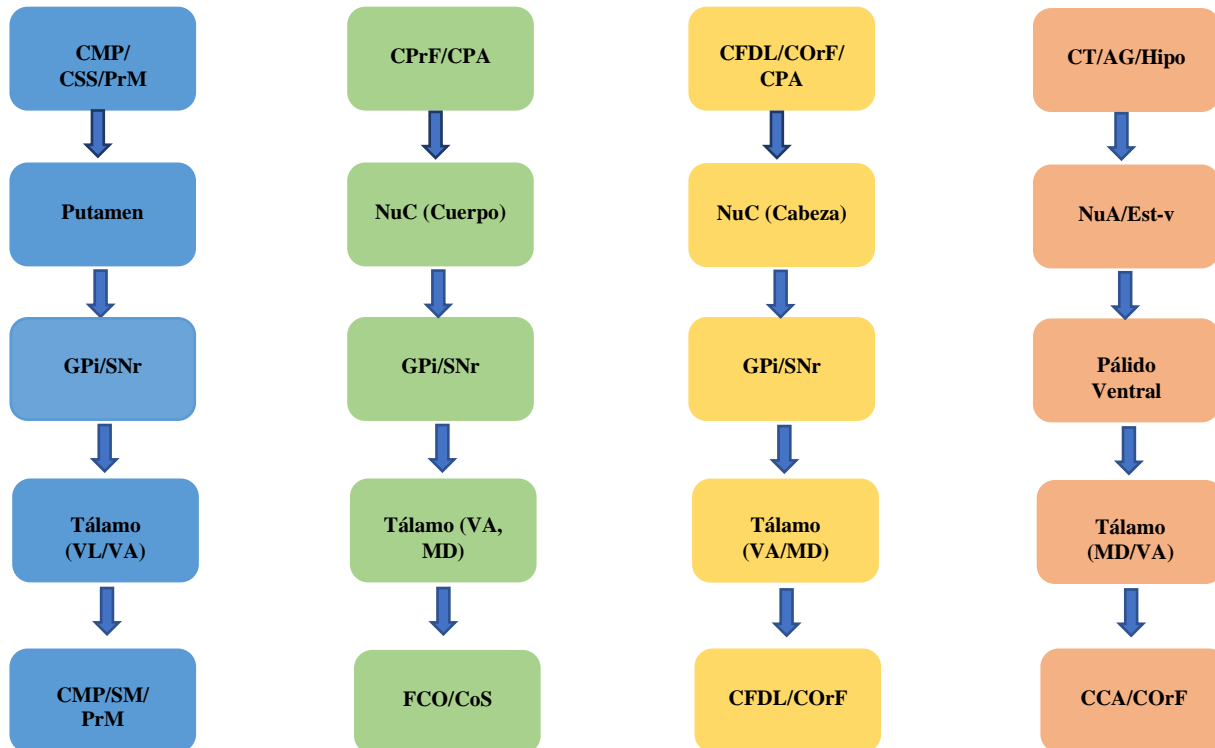 CMP/
CSS/PrM
CPrF/CPA
CFDL/COrF/
CPA
CT/AG/Hipo
Putamen
NuC (Cuerpo)
NuC (Cabeza)
NuA/Est-v
GPi/SNr
GPi/SNr
GPi/SNr
Pálido
Ventral
Tálamo
(VL/VA)
Tálamo (VA,
MD)
Tálamo
(VA/MD)
Tálamo
(MD/VA)
CMP/SM/
PrM
FCO/CoS
CFDL/COrF
CCA/COrF